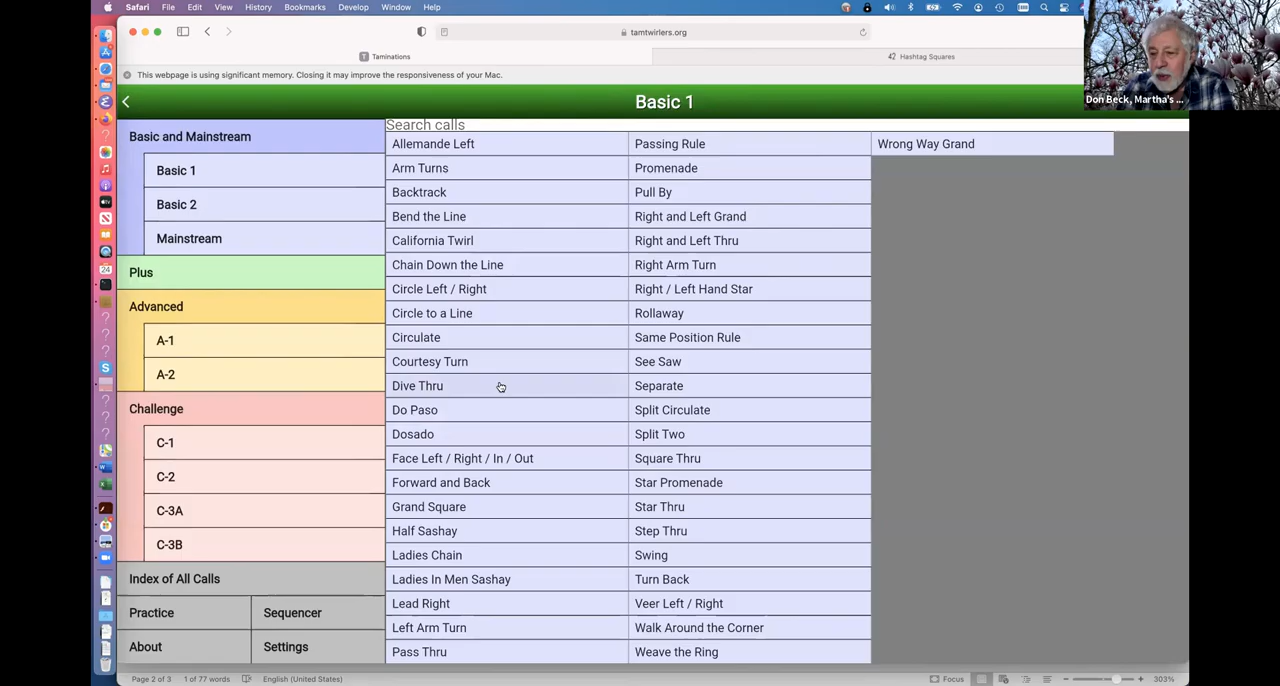 Safari File Edit View History Bookmarks Develop Window Help
tamtwirlers.org
Taminations
Hashtag Squares
This webpage is using significant memory. Closing it may improve the responsiveness of your Mac.
Basic 1
Don Beck, Martha's ...
Search calls
Basic and Mainstream
Basic 1
Basic 2
Mainstream
Plus
Advanced
A-1
A-2
Challenge
C-1
C-2
C-3A
C-3B
Index of All Calls
Practice Sequencer
About Settings
Allemande Left
Arm Turns
Backtrack
Bend the Line
California Twirl
Chain Down the Line
Circle Left / Right
Circle to a Line
Circulate
Courtesy Turn
Dive Thru
Do Paso
Dosado
Face Left / Right / In / Out
Forward and Back
Grand Square
Half Sashay
Ladies Chain
Ladies In Men Sashay
Lead Right
Left Arm Turn
Pass Thru
Passing Rule
Promenade
Pull By
Right and Left Grand
Right and Left Thru
Right Arm Turn
Right / Left Hand Star
Rollaway
Same Position Rule
See Saw
Separate
Split Circulate
Split Two
Square Thru
Star Promenade
Star Thru
Step Thru
Swing
Turn Back
Veer Left / Right
Walk Around the Corner
Weave the Ring
Wrong Way Grand
Page 2 of 3 1 of 77 words English (United States) Focus 303%